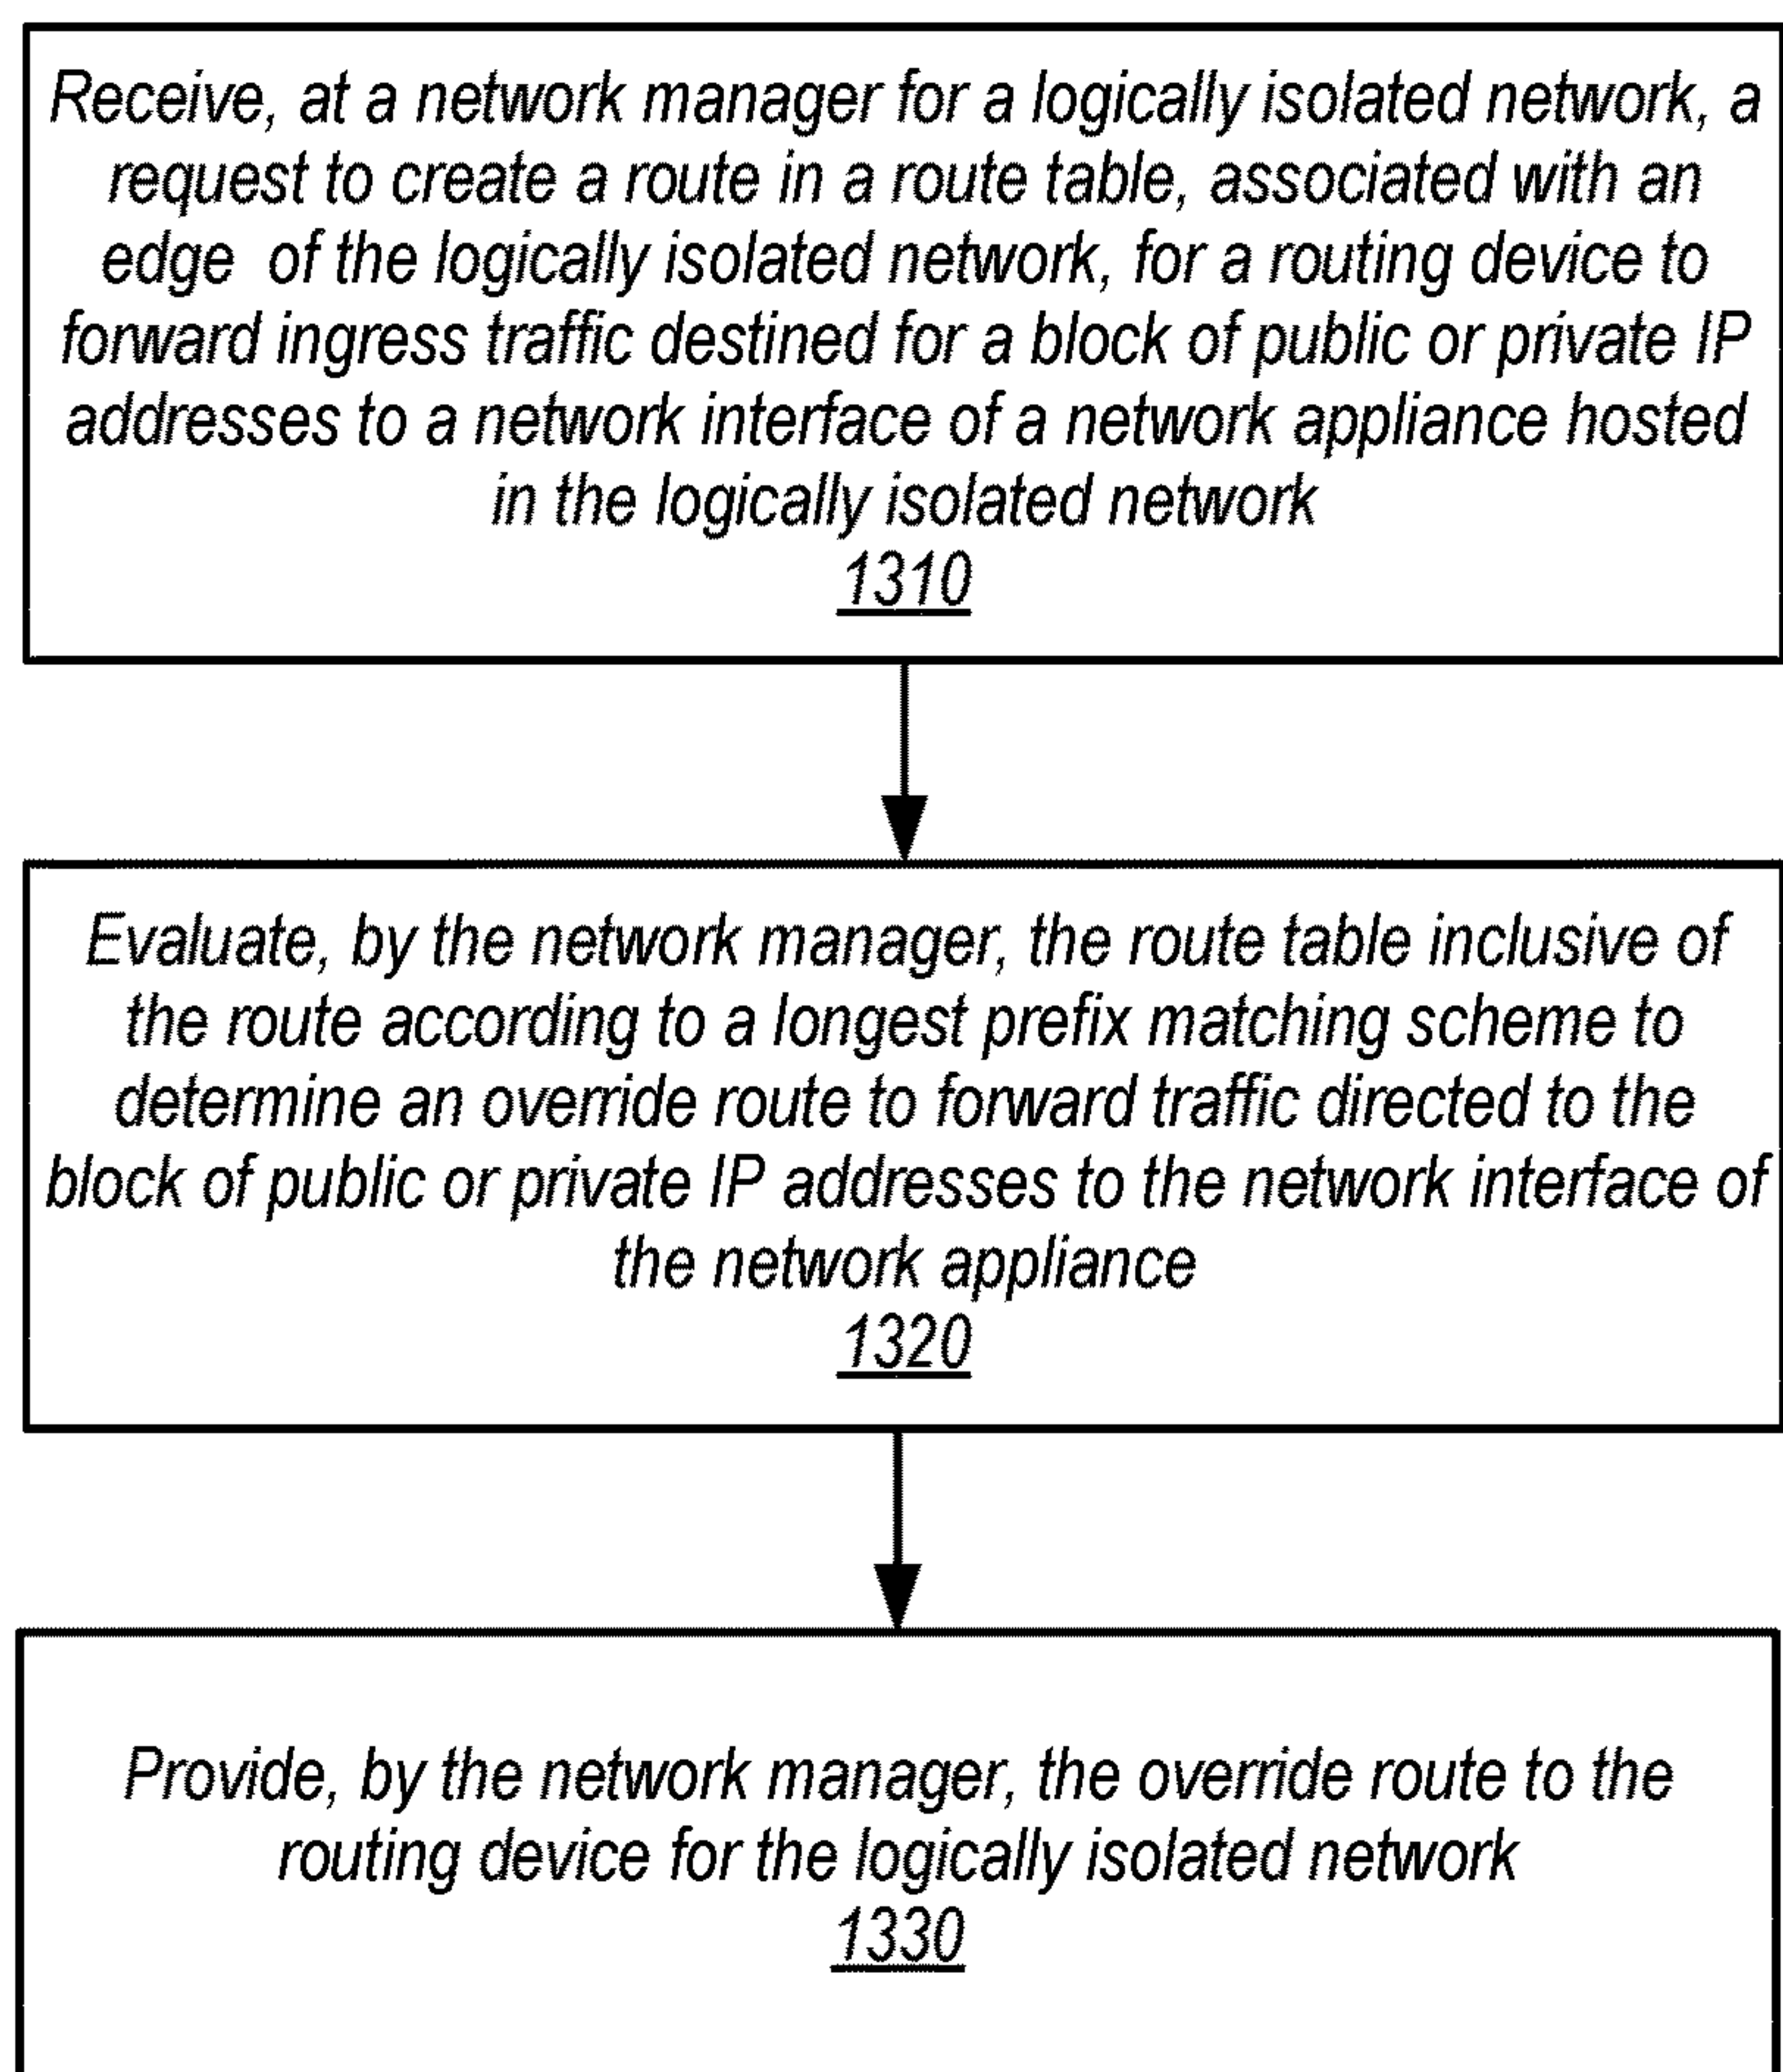 Receive, at a network manager for a logically isolated network, a
request to create a route in a route table, associated with an
edge  of the logically isolated network, for a routing device to
forward ingress traffic destined for a block of public or private IP
addresses to a network interface of a network appliance hosted
in the logically isolated network
1310
Evaluate, by the network manager, the route table inclusive of
the route according to a longest prefix matching scheme to
determine an override route to forward traffic directed to the
block of public or private IP addresses to the network interface of
the network appliance
1320
Provide, by the network manager, the override route to the
routing device for the logically isolated network
1330